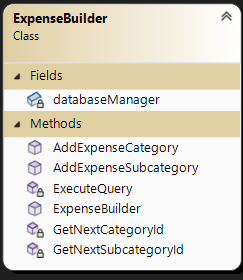 ExpenseBuilder
Class
Fields
databaseManager
Methods
AddExpenseCategory
AddExpenseSubcategory
ExecuteQuery
ExpenseBuilder
GetNextCategoryId
GetNextSubcategoryId